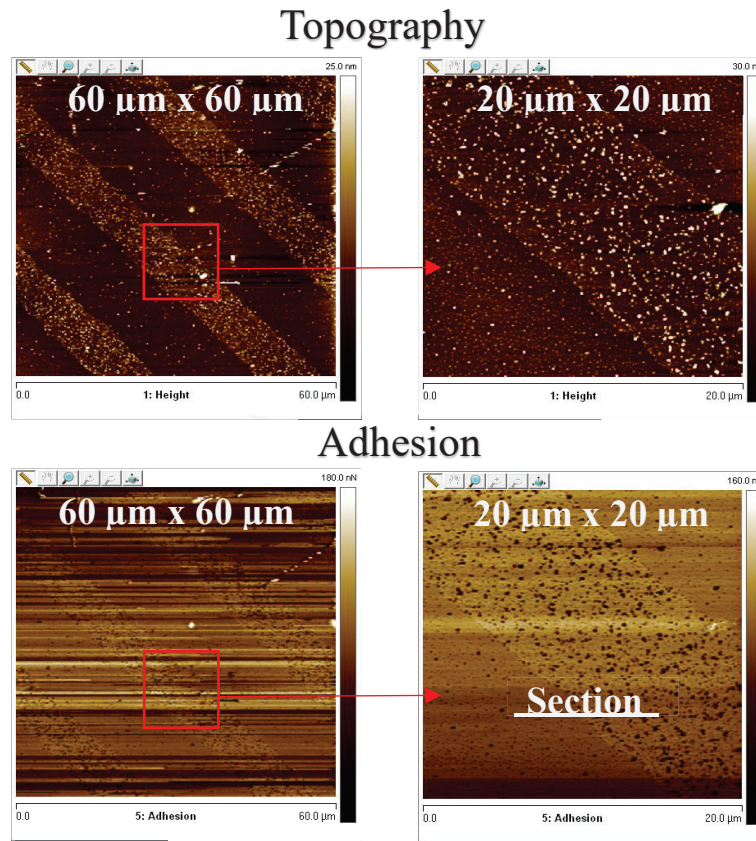 Topography
25.0 nm
60 μm x 60 μm
0.0
1: Height
60.0 μm
30.0
20 μm x 20 μm
0.0
1: Height
20.0 μm
Adhesion
180.0 nN
60 μm x 60 μm
0.0
5: Adhesion
60.0 μm
160.0
20 μm x 20 μm
Section
0.0
5: Adhesion
20.0 μm